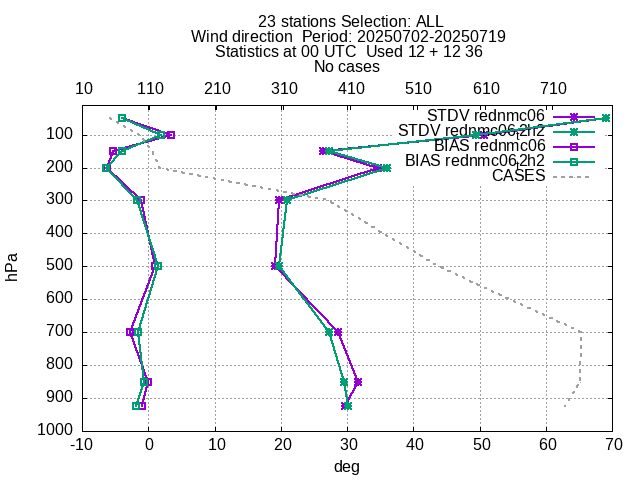 23 stations Selection: ALL
Wind direction  Period: 20250702-20250719
Statistics at 00 UTC  Used 12 + 12 36
No cases
10 110 210 310 410 510 610 710
STDV rednmc06
STDV rednmc06,2h2
BIAS rednmc06
BIAS rednmc06,2h2
CASES
100
200
300
400
500
600
700
800
900
1000
hPa
-10 0 10 20 30 40 50 60 70
deg